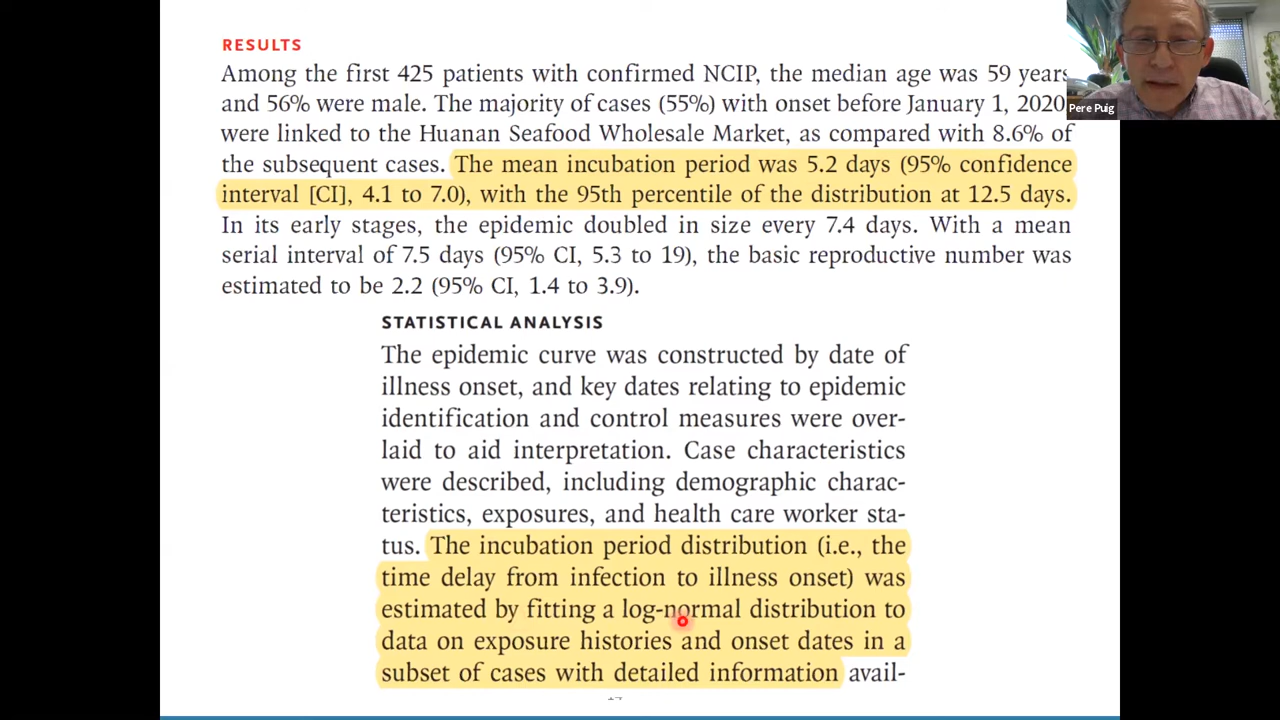 RESULTS
Among the first 425 patients with confirmed NCIP, the median age was 59 years
and 56% were male. The majority of cases (55%) with onset before January 1, 2020,
were linked to the Huanan Seafood Wholesale Market, as compared with 8.6% of
the subsequent cases. The mean incubation period was 5.2 days (95% confidence
interval [CI], 4.1 to 7.0), with the 95th percentile of the distribution at 12.5 days.
In its early stages, the epidemic doubled in size every 7.4 days. With a mean
serial interval of 7.5 days (95% CI, 5.3 to 19), the basic reproductive number was
estimated to be 2.2 (95% CI, 1.4 to 3.9).
STATISTICAL ANALYSIS
The epidemic curve was constructed by date of
illness onset, and key dates relating to epidemic
identification and control measures were over-
laid to aid interpretation. Case characteristics
were described, including demographic charac-
teristics, exposures, and health care worker sta-
tus. The incubation period distribution (i.e., the
time delay from infection to illness onset) was
estimated by fitting a log-normal distribution to
data on exposure histories and onset dates in a
subset of cases with detailed information avail-
Pere Puig